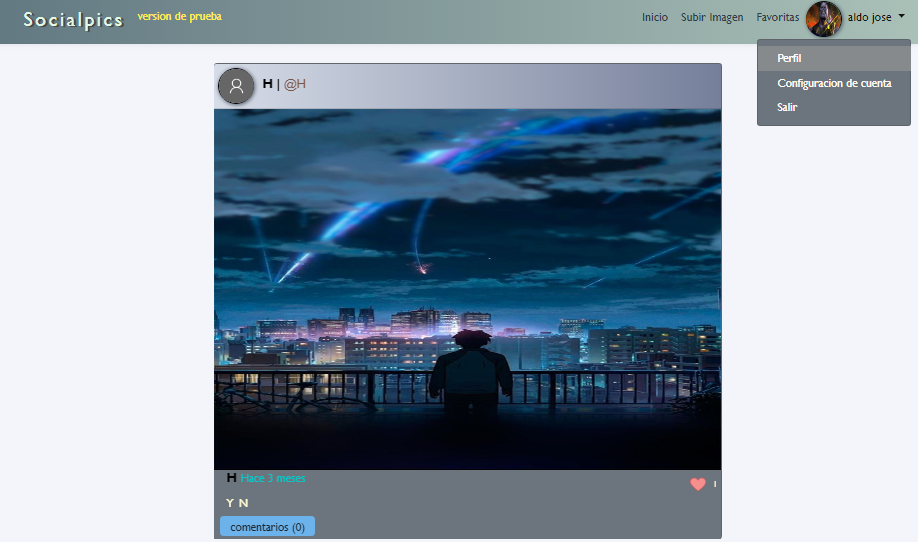 Socialpics
version de prueba
Inicio
Subir Imagen
Favoritas
aldo jose
Perfil
Configuracion de cuenta
Salir
H | @H
H Hace 3 meses
1
Y N
comentarios (0)